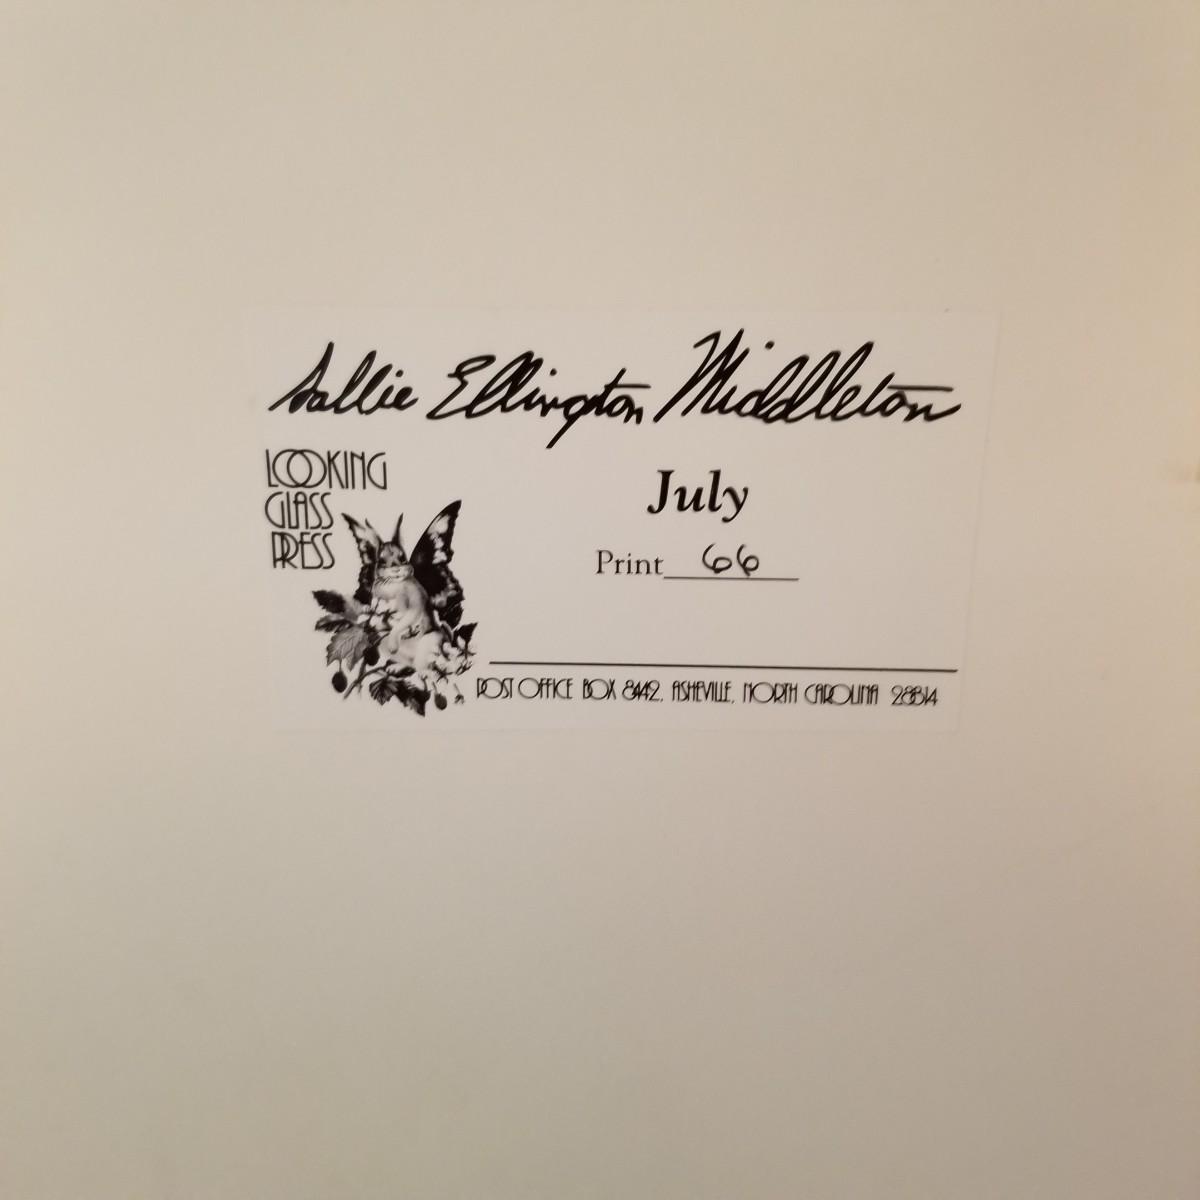 Sallie Ellington Middleton
LOOKING
GLASS
PRESS
July
Print 66
POST OFFICE BOX 8442, ASHEVILLE, NORTH CAROLINA 28814